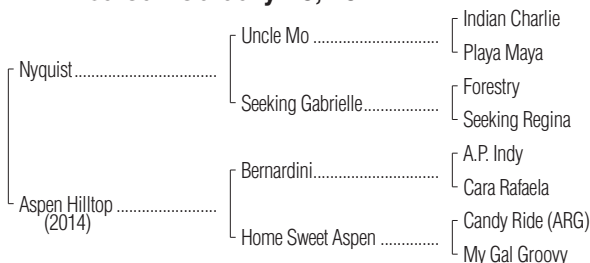 Indian Charlie
Uncle Mo
Playa Maya
Nyquist
Forestry
Seeking Gabrielle
Seeking Regina
A.P. Indy
Bernardini
Cara Rafaela
Aspen Hilltop
(2014)
Candy Ride (ARG)
Home Sweet Aspen
My Gal Groovy